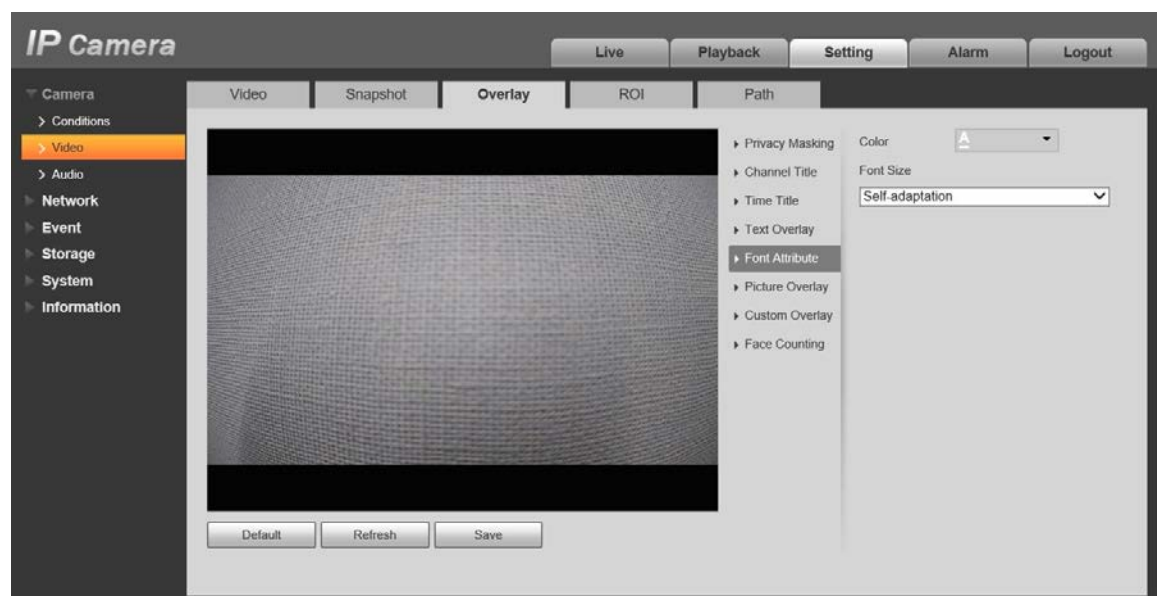 IP Camera
Live Playback Setting Alarm Logout
Camera
Conditions
Video
Audio
Network
Event
Storage
System
Information
Video Snapshot Overlay ROI Path
Privacy Masking
Channel Title
Time Title
Text Overlay
Font Attribute
Picture Overlay
Custom Overlay
Face Counting
Color A
Font Size
Self-adaptation
Default Refresh Save